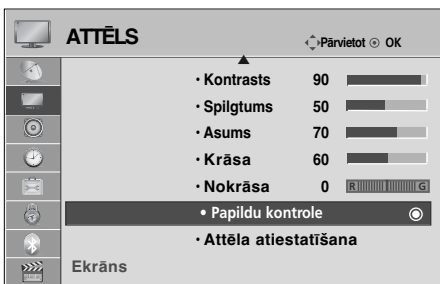 ATTĒLS
Pārvietot OK
• Kontrasts 90
• Spilgtums 50
• Asums 70
• Krāsa 60
• Nokrāsa 0 R G
• Papildu kontrole
• Attēla atiestatīšana
Ekrāns